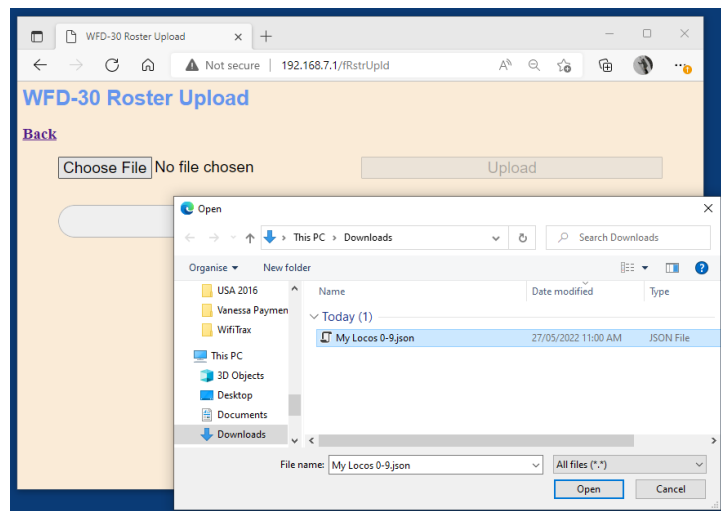 WFD-30 Roster Upload
Not secure | 192.168.7.1/fRstrUpld
WFD-30 Roster Upload
Back
Choose File No file chosen Upload
Open
This PC > Downloads Search Downloads
Organise New folder
USA 2016 Name Date modified Type
Vanessa Paymen Today (1)
WifiTrax My Locos 0-9.json 27/05/2022 11:00 AM JSON File
This PC
3D Objects
Desktop
Documents
Downloads
File name: My Locos 0-9.json All files (*.*)
Open Cancel